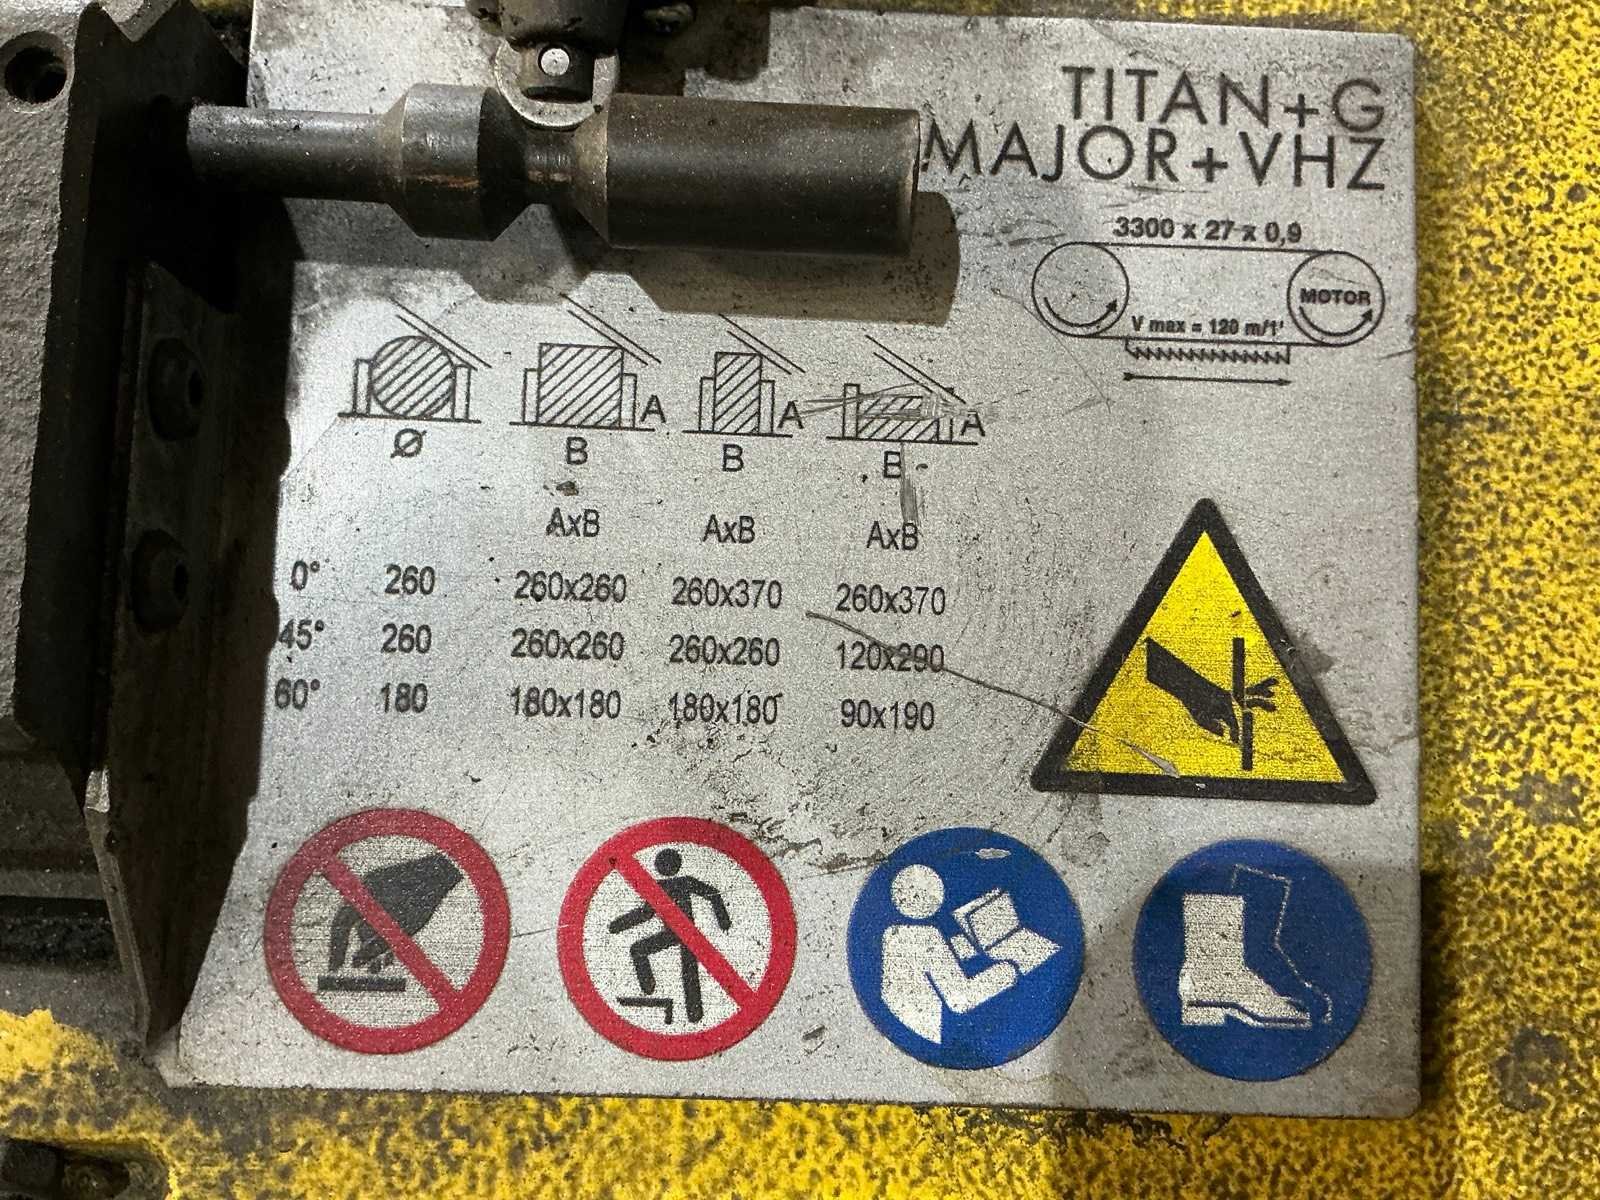 TITAN+G
MAJOR+VHZ
3300 x 27 x 0,9
MOTOR
V max = 120 m/1'
A A A
Ø B B B
AxB AxB AxB
0° 260 260x260 260x370 260x370
45° 260 260x260 260x260 120x290
60° 180 180x180 180x180 90x190